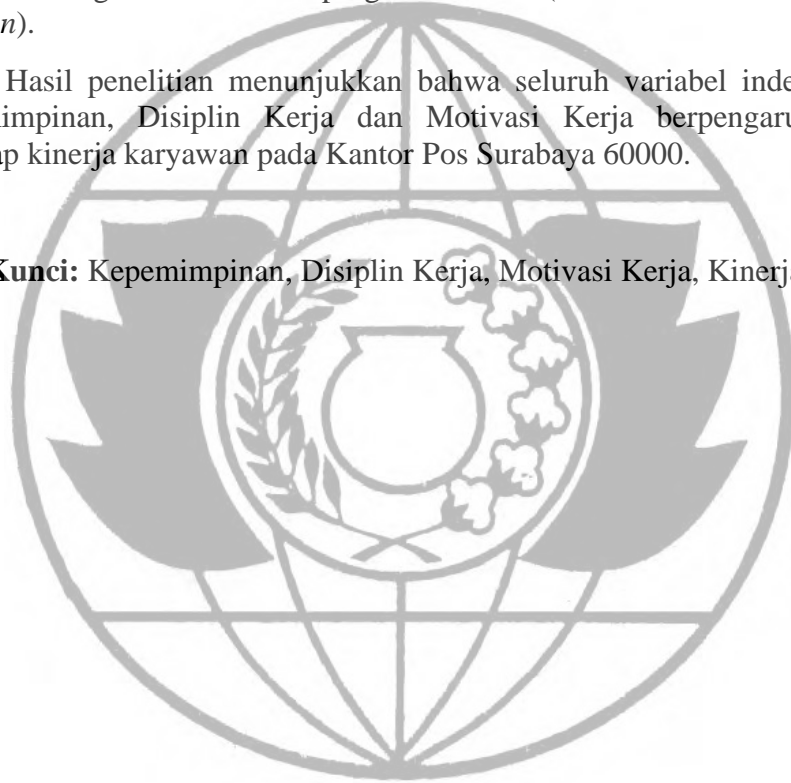 n).
Hasil penelitian menunjukkan bahwa seluruh variabel inde
impinan, Disiplin Kerja dan Motivasi Kerja berpengaru
ap kinerja karyawan pada Kantor Pos Surabaya 60000.
Kunci: Kepemimpinan, Disiplin Kerja, Motivasi Kerja, Kinerja